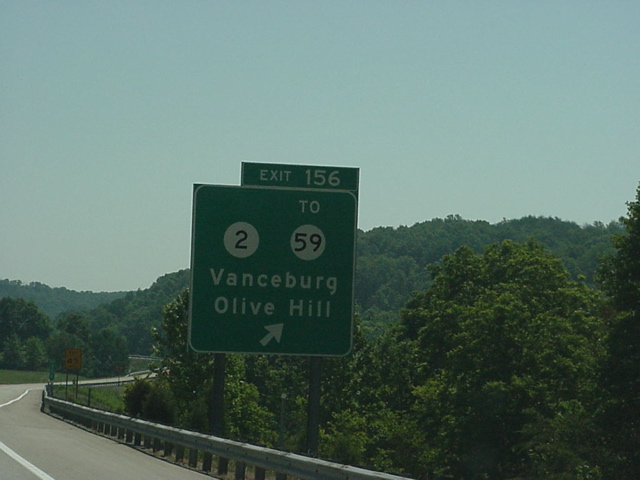 EXIT 156
TO
2 59
Vanceburg
Olive Hill